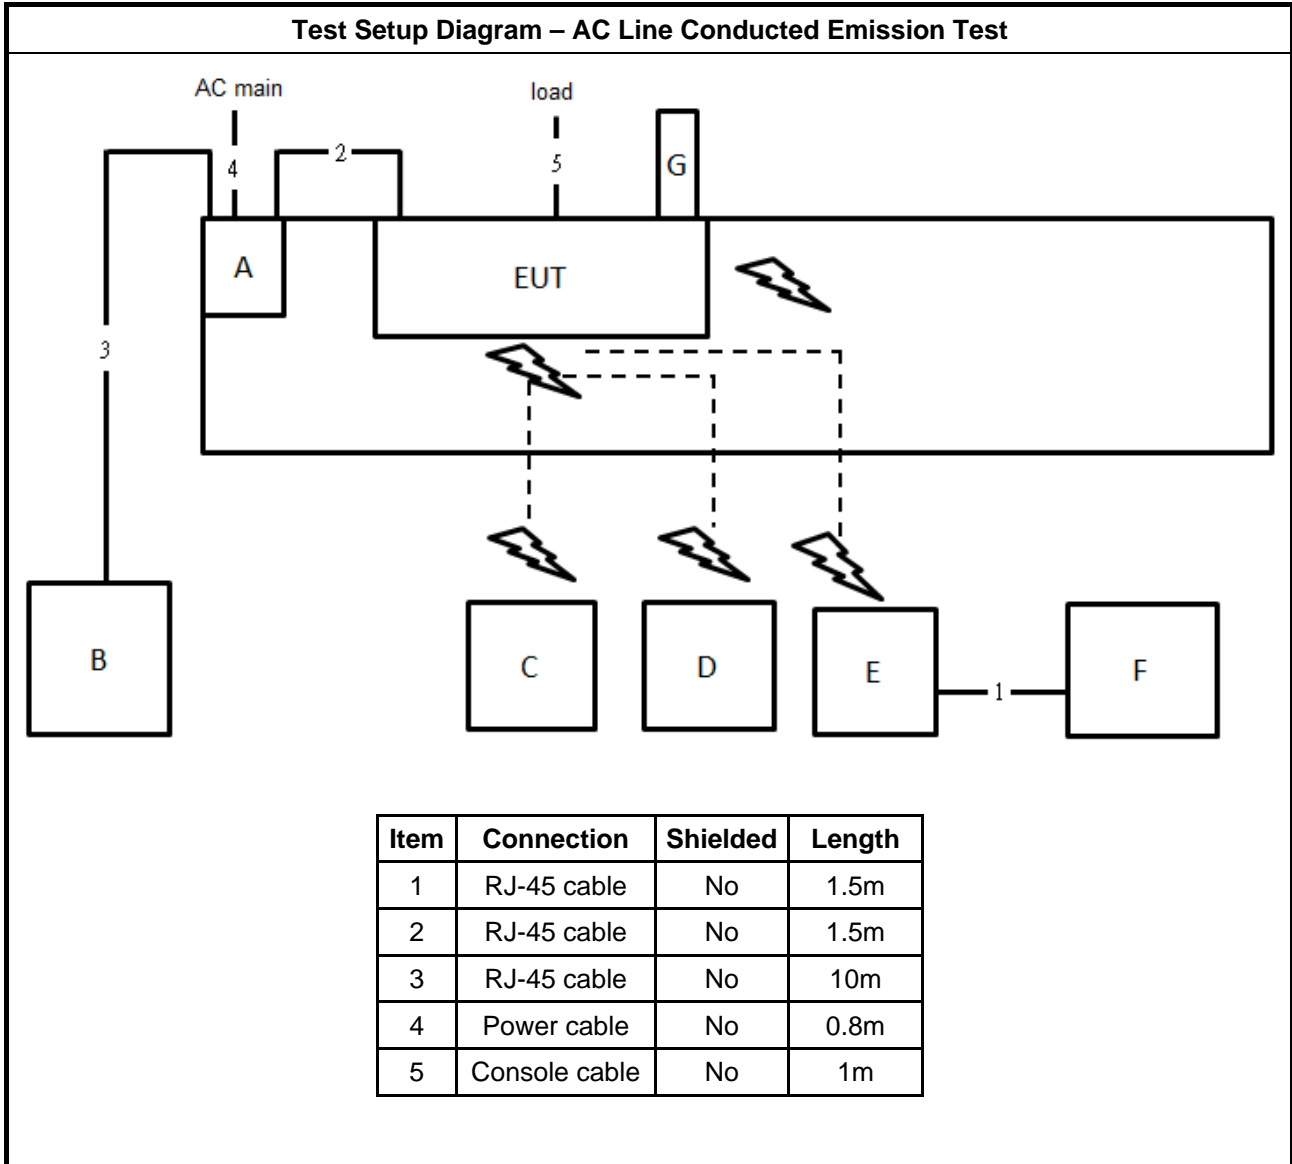 Test Setup Diagram – AC Line Conducted Emission Test
AC main
load
2
4
5
G
A
EUT
3
B
C
D
E
F
1
Item Connection Shielded Length
1 RJ-45 cable No 1.5m
2 RJ-45 cable No 1.5m
3 RJ-45 cable No 10m
4 Power cable No 0.8m
5 Console cable No 1m